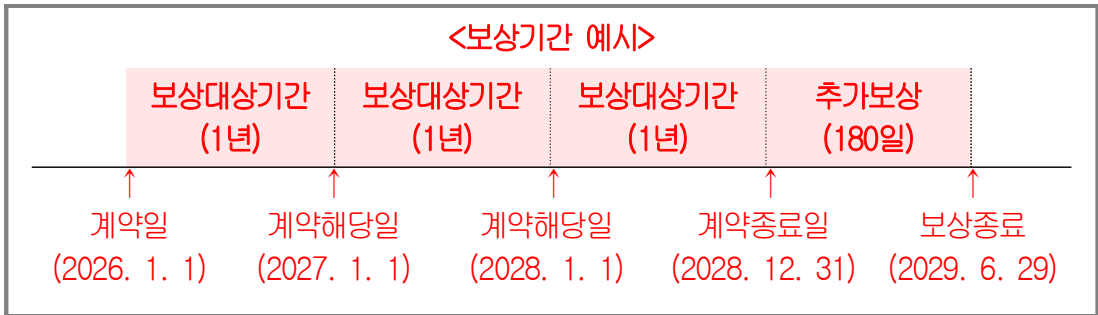 <보상기간 예시>
보상대상기간 보상대상기간 보상대상기간 추가보상
(1년) (1년) (1년) (180일)
↑ ↑ ↑ ↑ ↑
계약일 계약해당일 계약해당일 계약종료일 보상종료
(2026. 1. 1) (2027. 1. 1) (2028. 1. 1) (2028. 12. 31) (2029. 6. 29)